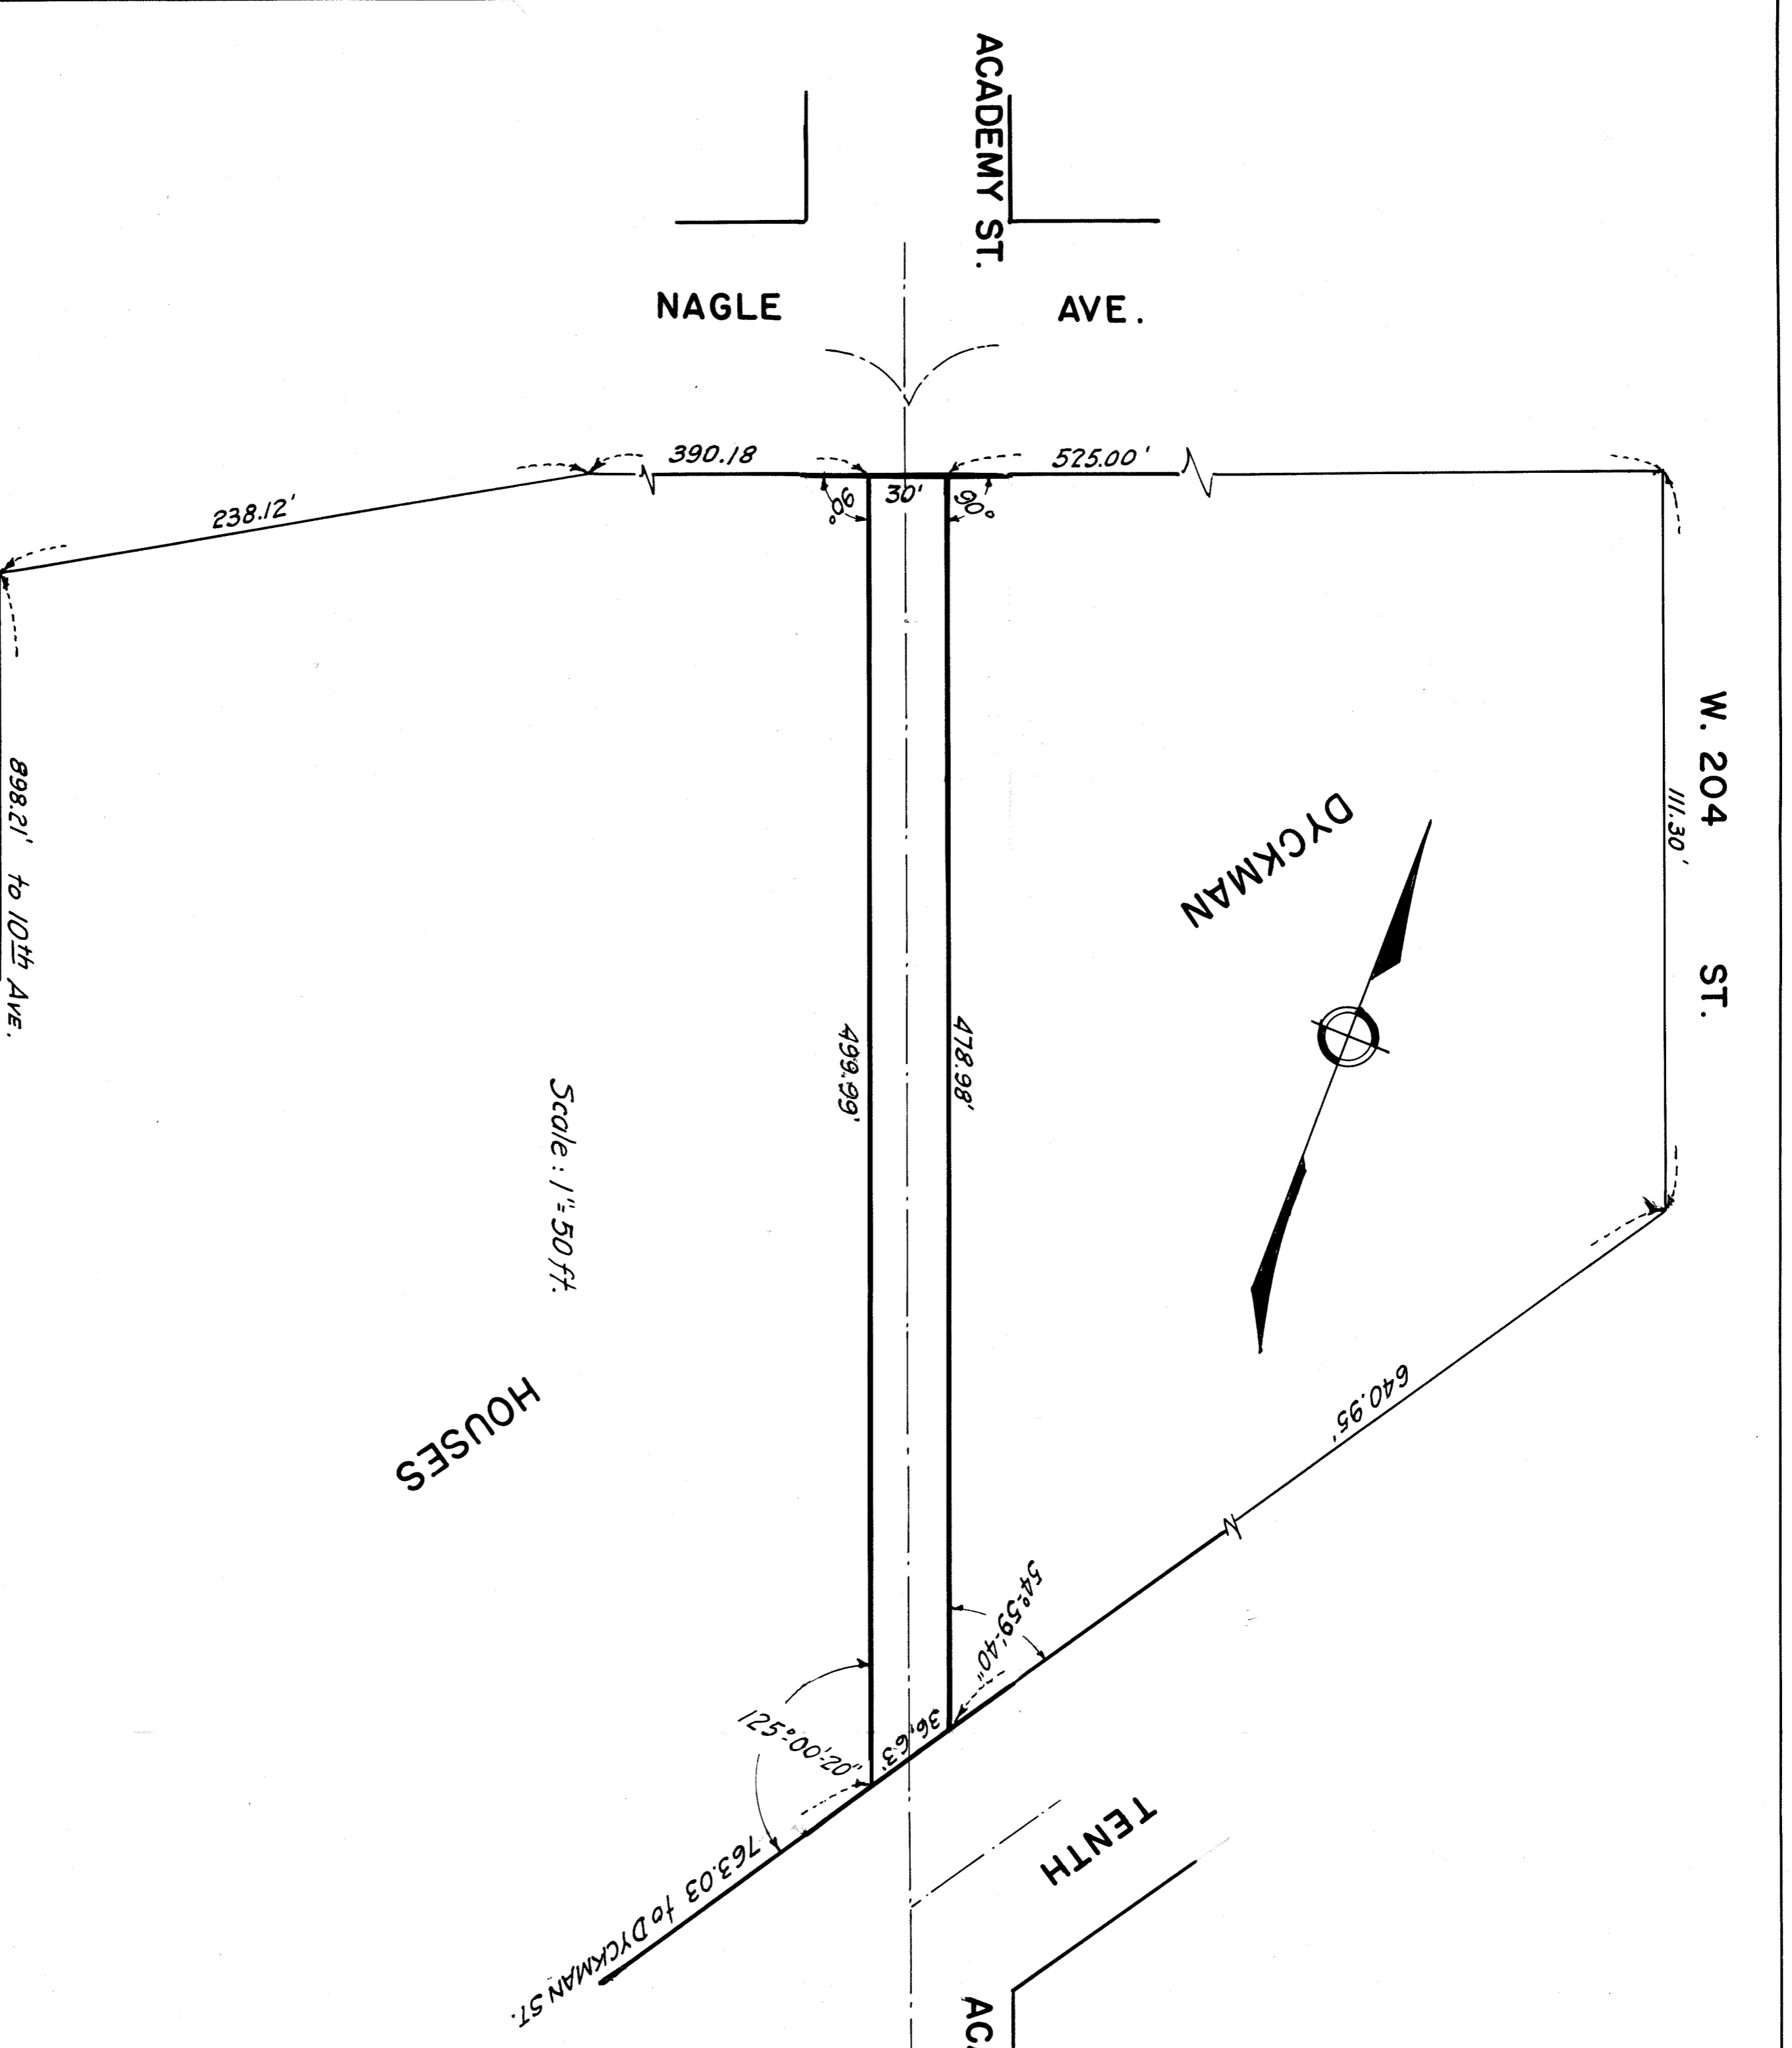 ACADEMY ST.
NAGLE AVE.
390.18
525.00'
238.12'
90°
30'
90°
W. 204 ST.
111.30'
DYCKMAN
898.21' to 10th AVE.
499.99'
478.98'
Scale: 1"=50ft.
HOUSES
640.95'
54°-59'-40"
125°-00'-20"
36.63'
763.03 to DYCKMAN ST.
TENTH
AC